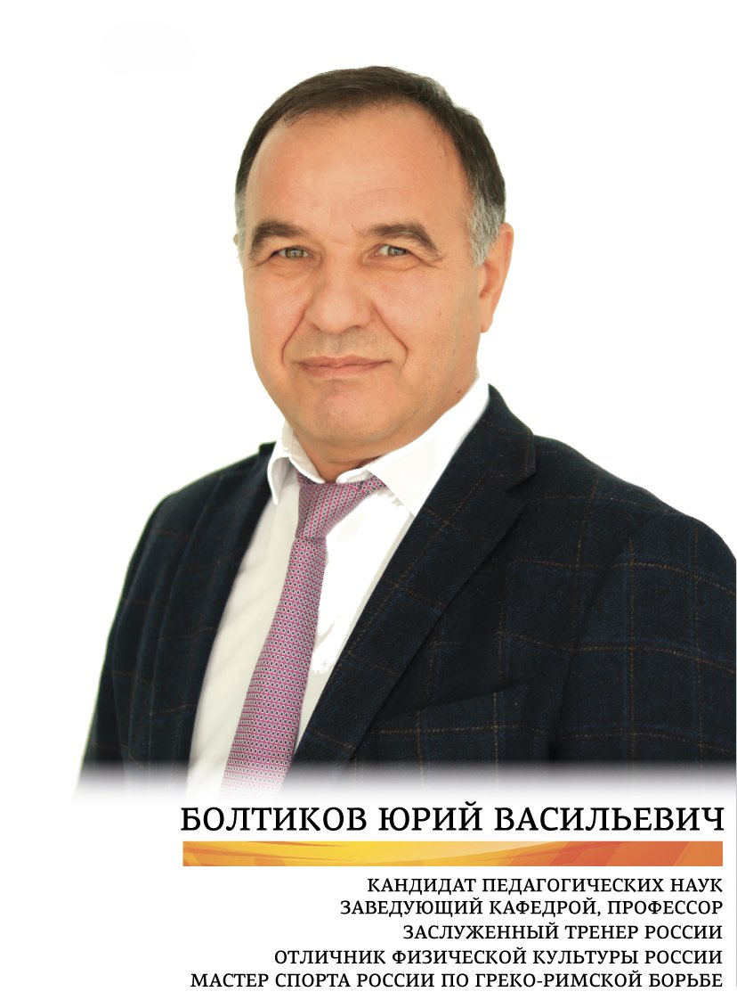 БОЛТИКОВ ЮРИЙ ВАСИЛЬЕВИЧ
КАНДИДАТ ПЕДАГОГИЧЕСКИХ НАУК
ЗАВЕДУЮЩИЙ КАФЕДРОЙ, ПРОФЕССОР
ЗАСЛУЖЕННЫЙ ТРЕНЕР РОССИИ
ОТЛИЧНИК ФИЗИЧЕСКОЙ КУЛЬТУРЫ РОССИИ
МАСТЕР СПОРТА РОССИИ ПО ГРЕКО-РИМСКОЙ БОРЬБЕ